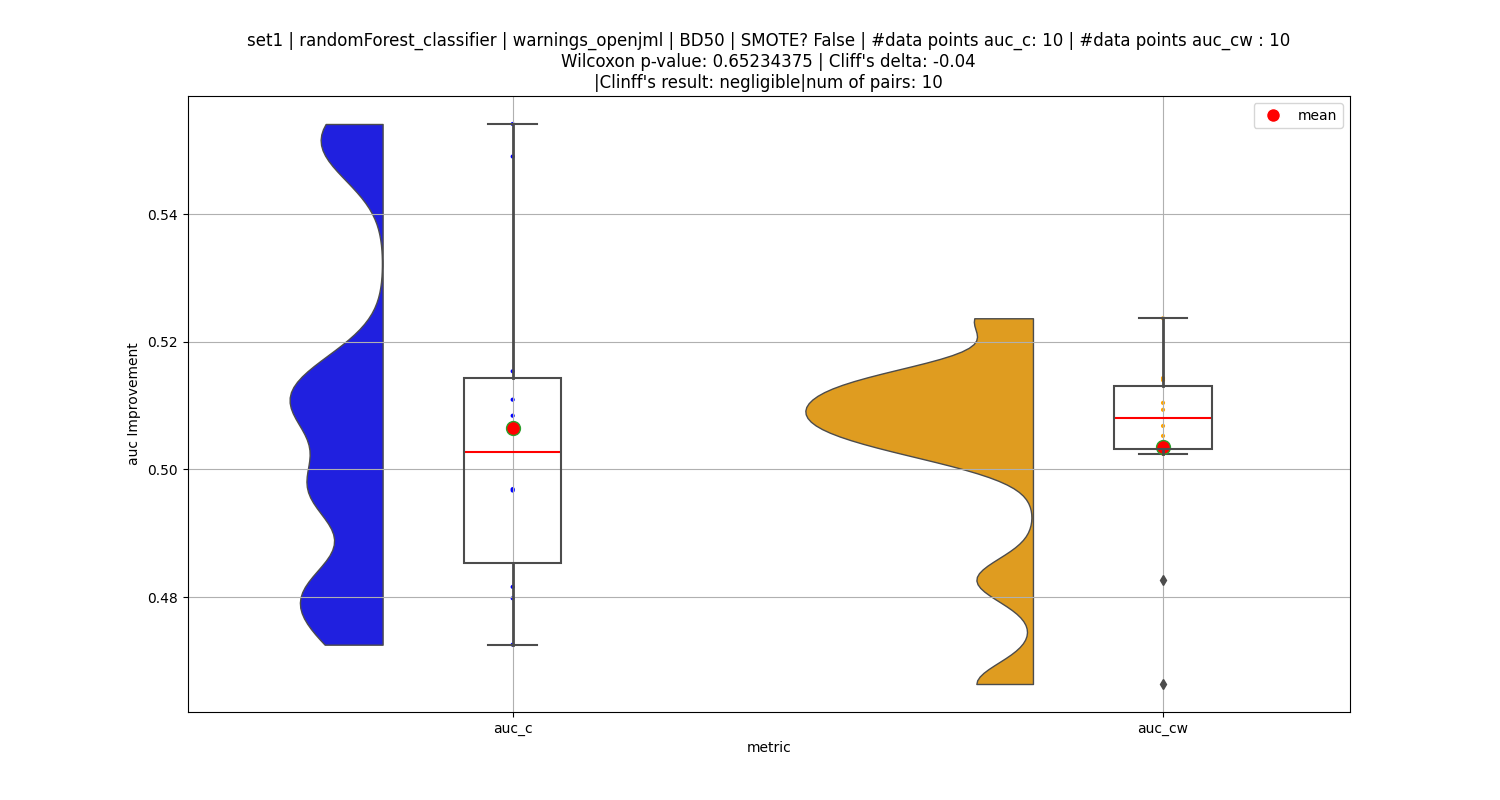 set1 | randomForest_classifier | warnings_openjml | BD50 | SMOTE? False | #data points auc_c: 10 | #data points auc_cw : 10
Wilcoxon p-value: 0.65234375 | Cliff's delta: -0.04
|Clinff's result: negligible|num of pairs: 10
mean
0.54
0.52
0.50
0.48
auc Improvement
auc_c
auc_cw
metric